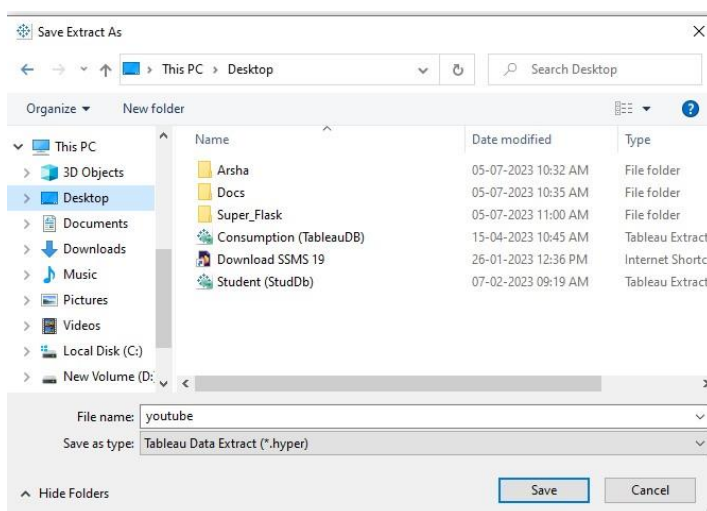 Save Extract As
This PC > Desktop
Search Desktop
Organize
New folder
This PC
3D Objects
Desktop
Documents
Downloads
Music
Pictures
Videos
Local Disk (C:)
New Volume (D:
Name Date modified Type
Arsha 05-07-2023 10:32 AM File folder
Docs 05-07-2023 10:35 AM File folder
Super_Flask 05-07-2023 11:00 AM File folder
Consumption (TableauDB) 15-04-2023 10:45 AM Tableau Extract
Download SSMS 19 26-01-2023 12:36 PM Internet Shortc
Student (StudDb) 07-02-2023 09:19 AM Tableau Extract
File name: youtube
Save as type: Tableau Data Extract (*.hyper)
Hide Folders
Save
Cancel